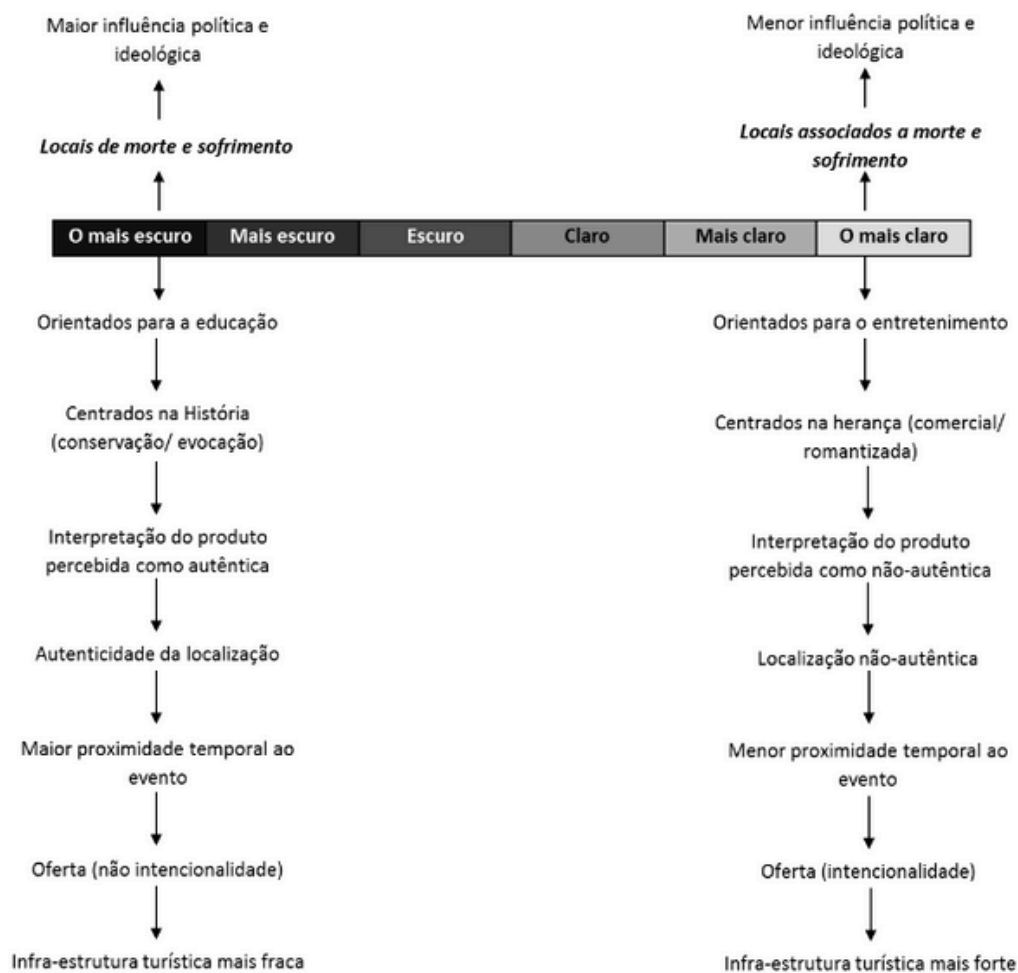 Maior influência política e
ideológica
Menor influência política e
ideológica
Locais de morte e sofrimento
Locais associados a morte e
sofrimento
O mais escuro Mais escuro Escuro Claro Mais claro O mais claro
Orientados para a educação
Orientados para o entretenimento
Centrados na História
(conservação/ evocação)
Centrados na herança (comercial/
romantizada)
Interpretação do produto
percebida como autêntica
Interpretação do produto
percebida como não-autêntica
Autenticidade da localização
Localização não-autêntica
Maior proximidade temporal ao
evento
Menor proximidade temporal ao
evento
Oferta (não intencionalidade)
Oferta (intencionalidade)
Infra-estrutura turística mais fraca
Infra-estrutura turística mais forte